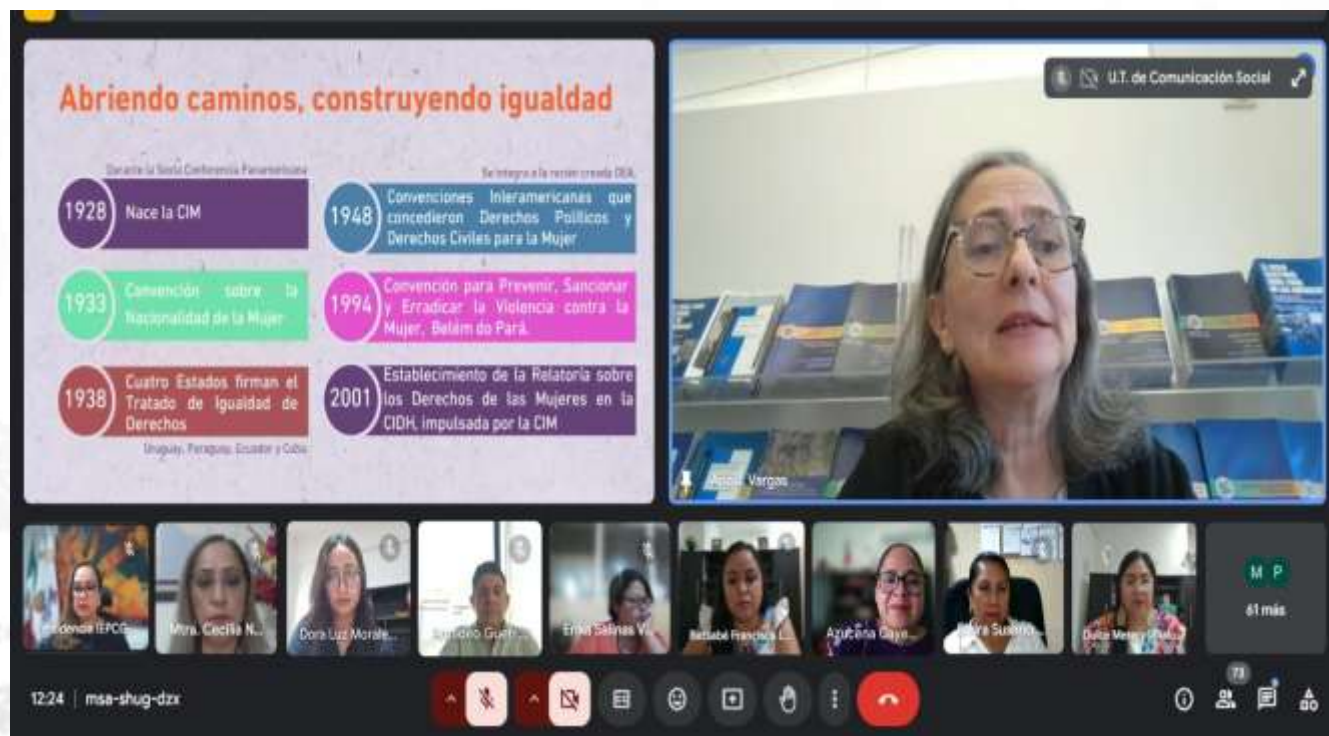 Abriendo caminos, construyendo igualdad
Durante la Sexta Conferencia Panamericana
1928
Nace la CIM
1933
Convención sobre la
Nacionalidad de la Mujer
1938
Cuatro Estados firman el
Tratado de Igualdad de
Derechos
Uruguay, Paraguay, Ecuador y Cuba
Se integra a la recién creada OEA
1948
Convenciones Interamericanas que
concedieron Derechos Políticos y
Derechos Civiles para la Mujer
1994
Convención para Prevenir, Sancionar
y Erradicar la Violencia contra la
Mujer, Belém do Pará.
2001
Establecimiento de la Relatoría sobre
los Derechos de las Mujeres en la
CIDH, impulsada por la CIM
U.T. de Comunicación Social
Vargas
IEPCG...
Mtra. Cecilia N...
Dora Luz Morale...
Erika Salinas V...
Betsabé Francisca L...
Azucena Caye...
Dulce
M P
61 más
12:24 | msa-shug-dzx
73